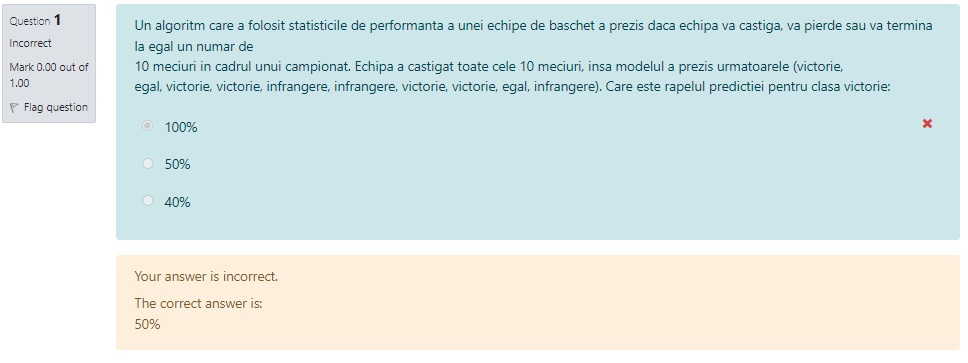 Question 1
Incorrect
Mark 0.00 out of
1.00
Flag question
Un algoritm care a folosit statisticile de performanta a unei echipe de baschet a prezis daca echipa va castiga, va pierde sau va termina
la egal un numar de
10 meciuri in cadrul unui campionat. Echipa a castigat toate cele 10 meciuri, insa modelul a prezis urmatoarele (victorie,
egal, victorie, victorie, infrangere, infrangere, victorie, victorie, egal, infrangere). Care este rapelul predictiei pentru clasa victorie:
100%
50%
40%
Your answer is incorrect.
The correct answer is:
50%